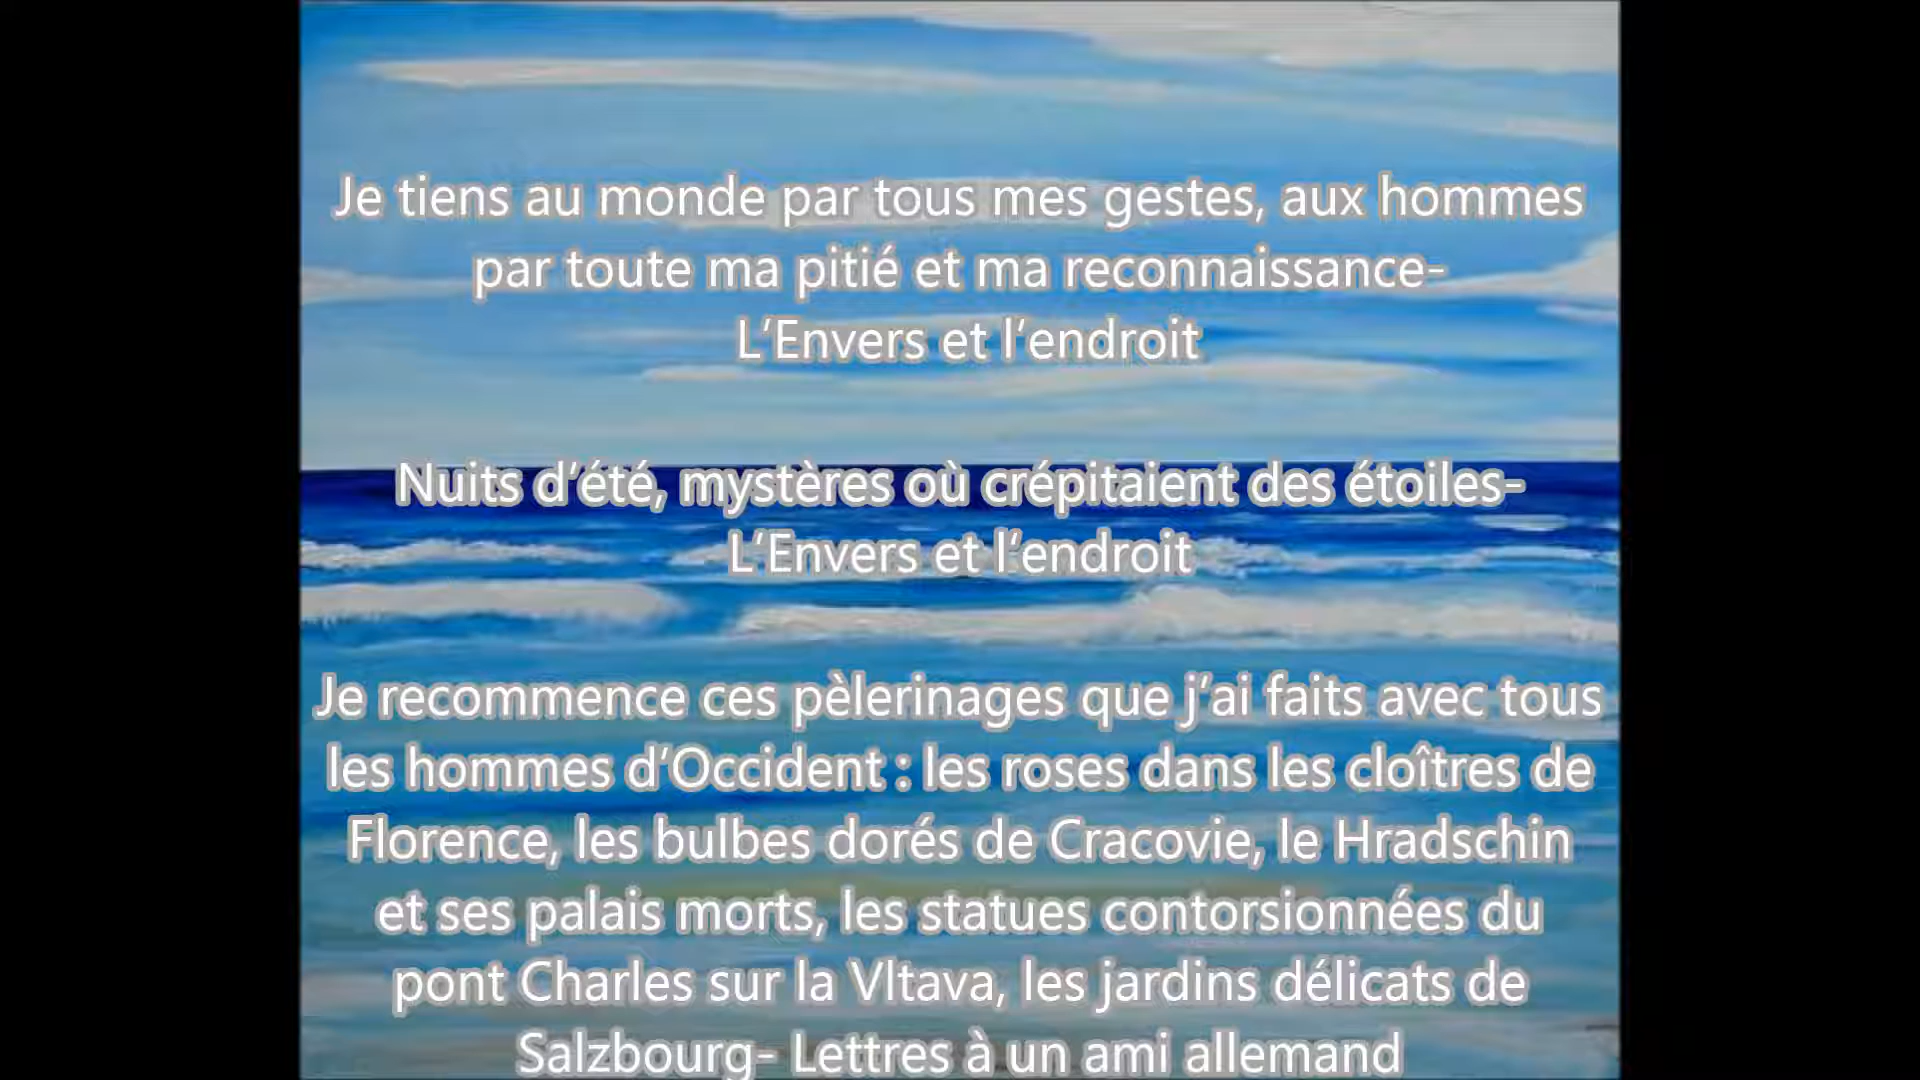 Je tiens au monde par tous mes gestes, aux hommes
par toute ma pitié et ma reconnaissance-
L’Envers et l’endroit
Nuits d’été, mystères où crépitaient des étoiles-
L’Envers et l’endroit
Je recommence ces pèlerinages que j’ai faits avec tous
les hommes d’Occident : les roses dans les cloîtres de
Florence, les bulbes dorés de Cracovie, le Hradschin
et ses palais morts, les statues contorsionnées du
pont Charles sur la Vltava, les jardins délicats de
Salzbourg- Lettres à un ami allemand